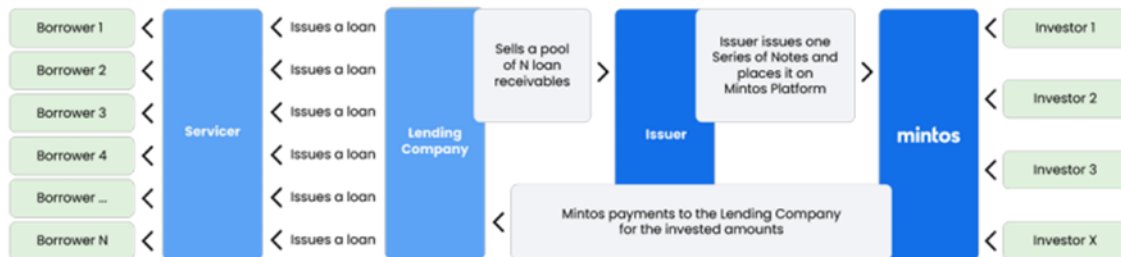 Borrower 1
Borrower 2
Borrower 3
Borrower 4
Borrower ...
Borrower N
Servicer
Issues a loan
Issues a loan
Issues a loan
Issues a loan
Issues a loan
Issues a loan
Lending
Company
Sells a pool
of N loan
receivables
Issuer
Issuer issues one
Series of Notes and
places it on
Mintos Platform
Mintos payments to the Lending Company
for the invested amounts
mintos
Investor 1
Investor 2
Investor 3
Investor X